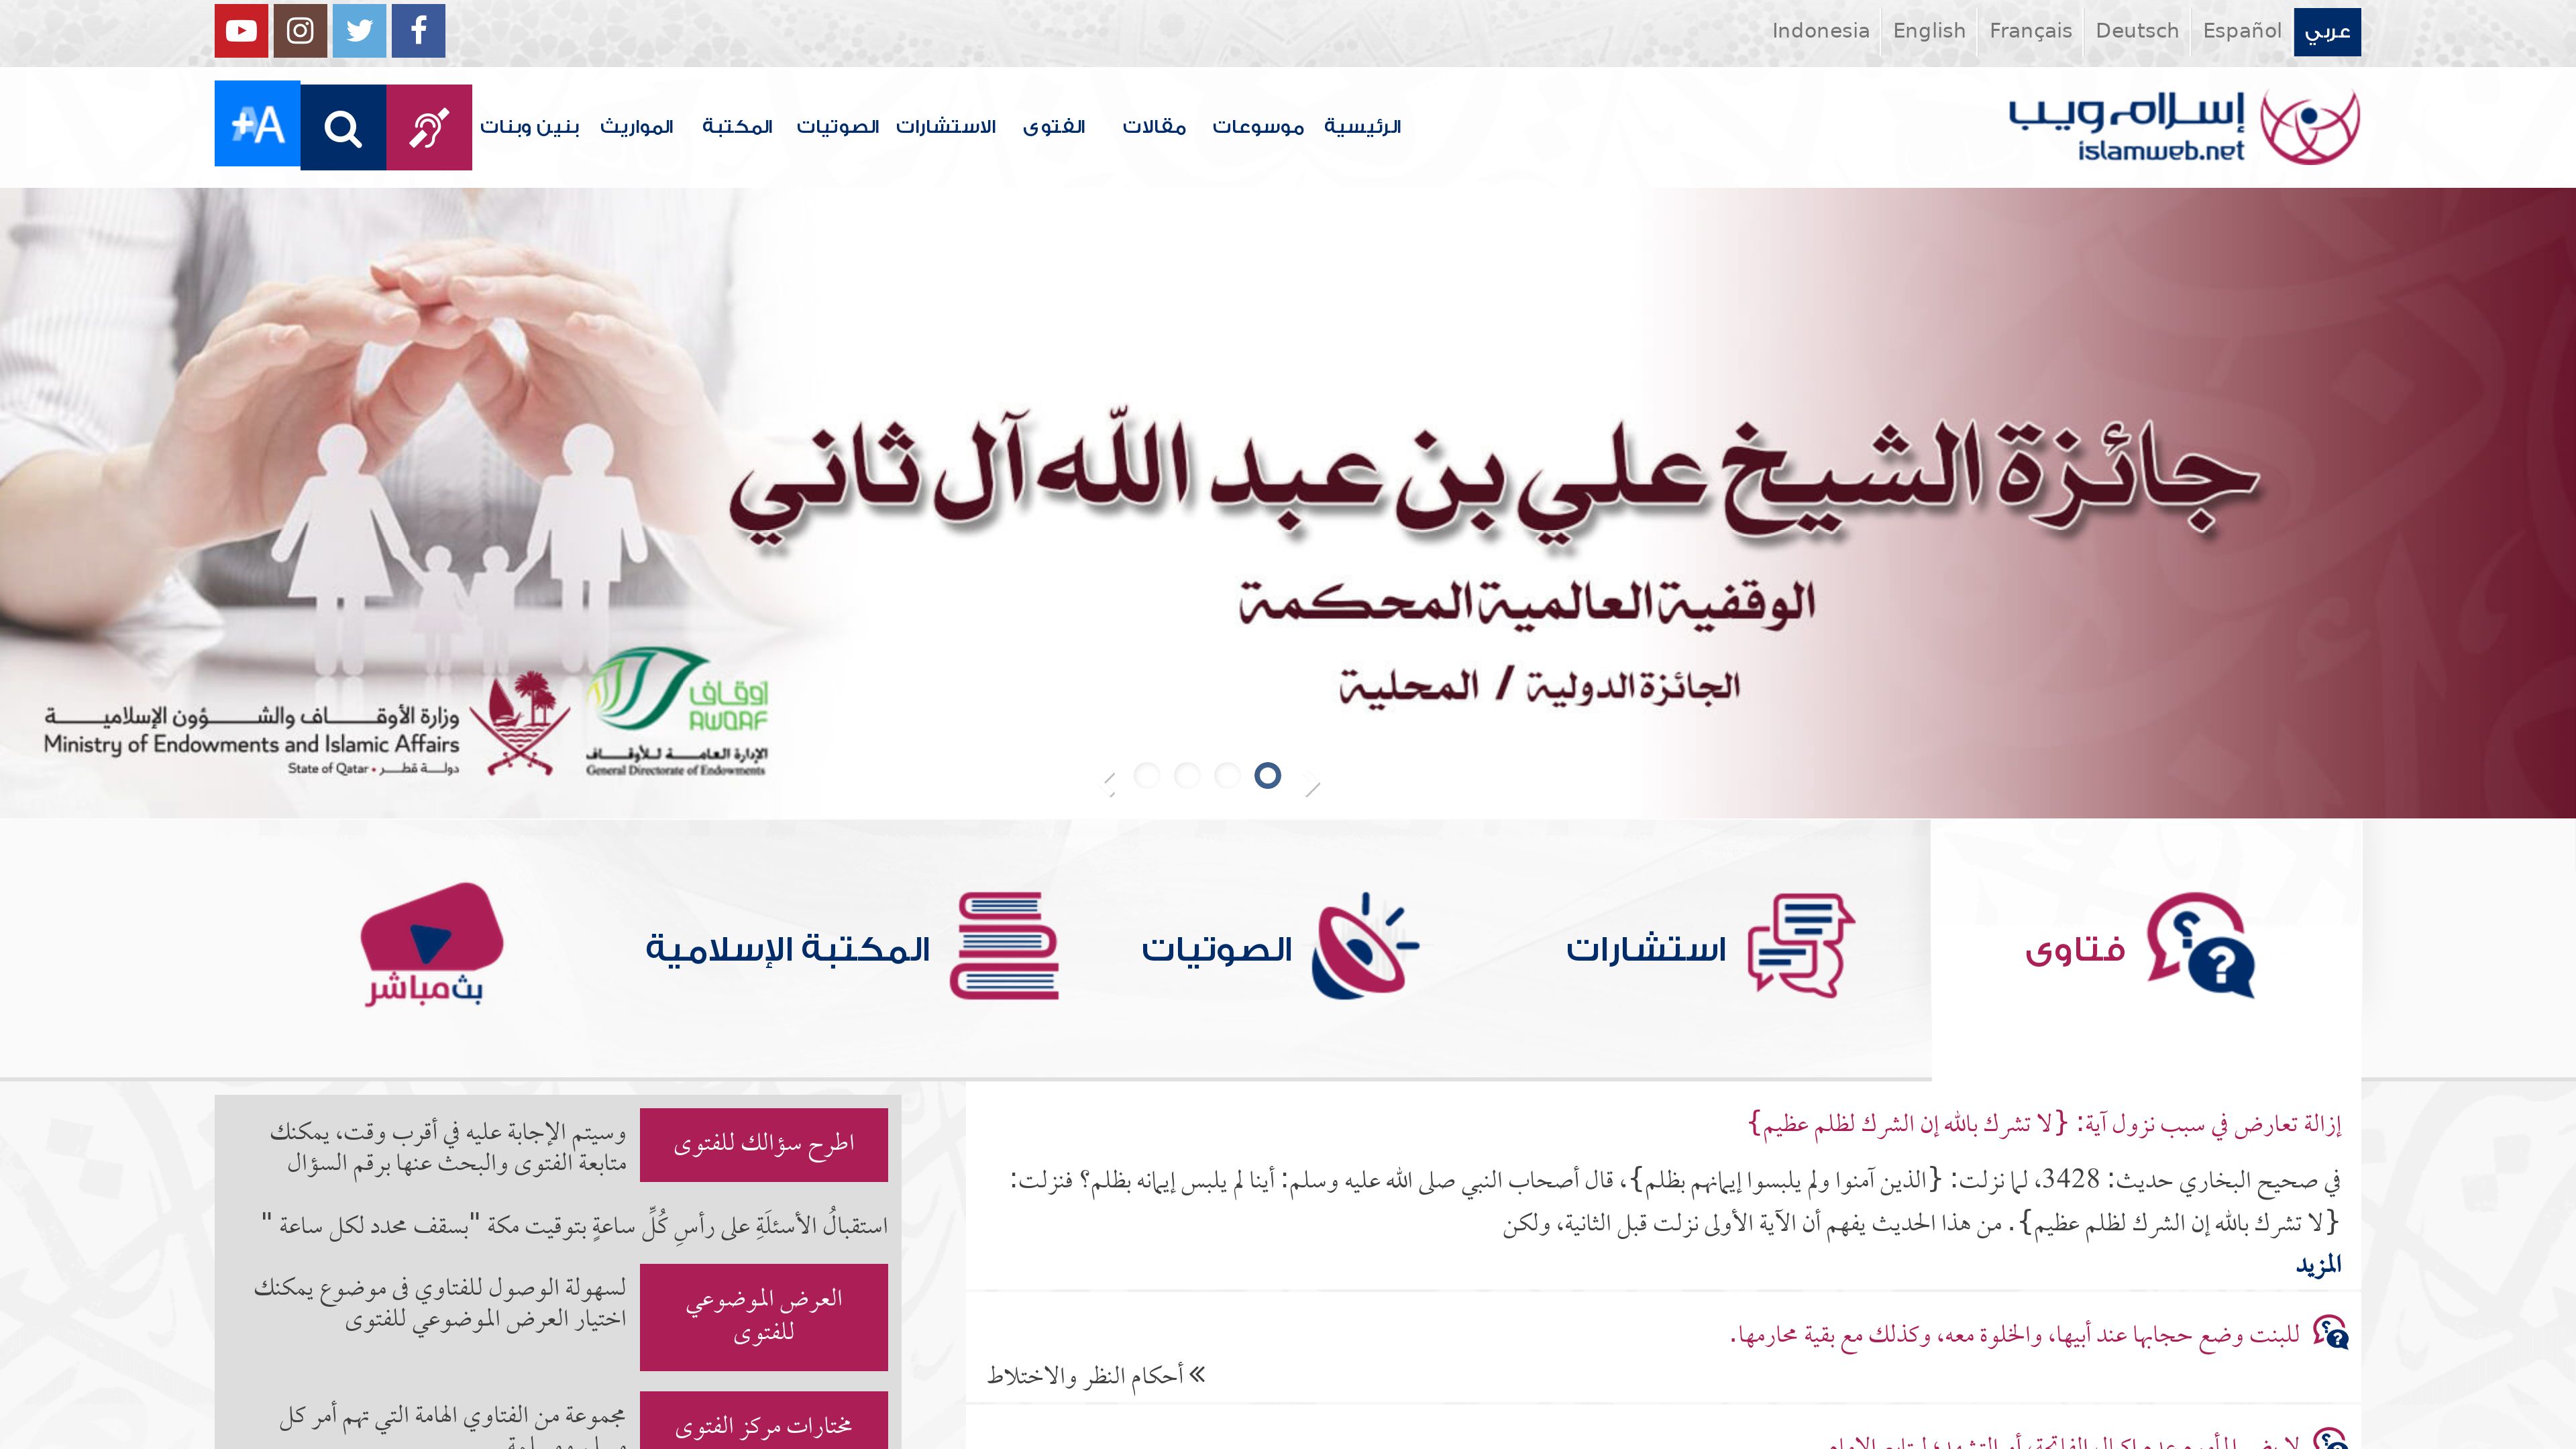 عربي
Español
Deutsch
Français
English
Indonesia
إسلام ويب
islamweb.net
الرئيسية
موسوعات
مقالات
الفتوى
الاستشارات
الصوتيات
المكتبة
المواريث
بنين وبنات
+A
جائزة الشيخ علي بن عبد الله آل ثاني
الوقفية العالمية المحكمة
الجائزة الدولية / المحلية
أوقاف
AWQAF
الإدارة العامة للأوقاف
General Directorate of Endowments
وزارة الأوقاف والشؤون الإسلامية
Ministry of Endowments and Islamic Affairs
دولة قطر • State of Qatar
فتاوى
استشارات
الصوتيات
المكتبة الإسلامية
بث مباشر
إزالة تعارض في سبب نزول آية: {لا تشرك بالله إن الشرك لظلم عظيم}
في صحيح البخاري حديث: 3428، لما نزلت: {الذين آمنوا ولم يلبسوا إيمانهم بظلم}، قال أصحاب النبي صلى الله عليه وسلم: أينا لم يلبس إيمانه بظلم؟ فنزلت:
{لا تشرك بالله إن الشرك لظلم عظيم}. من هذا الحديث يفهم أن الآية الأولى نزلت قبل الثانية، ولكن
المزيد
للبنت وضع حجابها عند أبيها، والخلوة معه، وكذلك مع بقية محارمها.
» أحكام النظر والاختلاط
اطرح سؤالك للفتوى
وسيتم الإجابة عليه في أقرب وقت، يمكنك
متابعة الفتوى والبحث عنها برقم السؤال
استقبالُ الأسئلَةِ على رأسِ كُلِّ ساعةٍ بتوقيت مكة "بسقف محدد لكل ساعة "
العرض الموضوعي
للفتوى
لسهولة الوصول للفتاوي فى موضوع يمكنك
اختيار العرض الموضوعي للفتوى
مختارات مركز الفتوى
مجموعة من الفتاوي الهامة التي تهم أمر كل